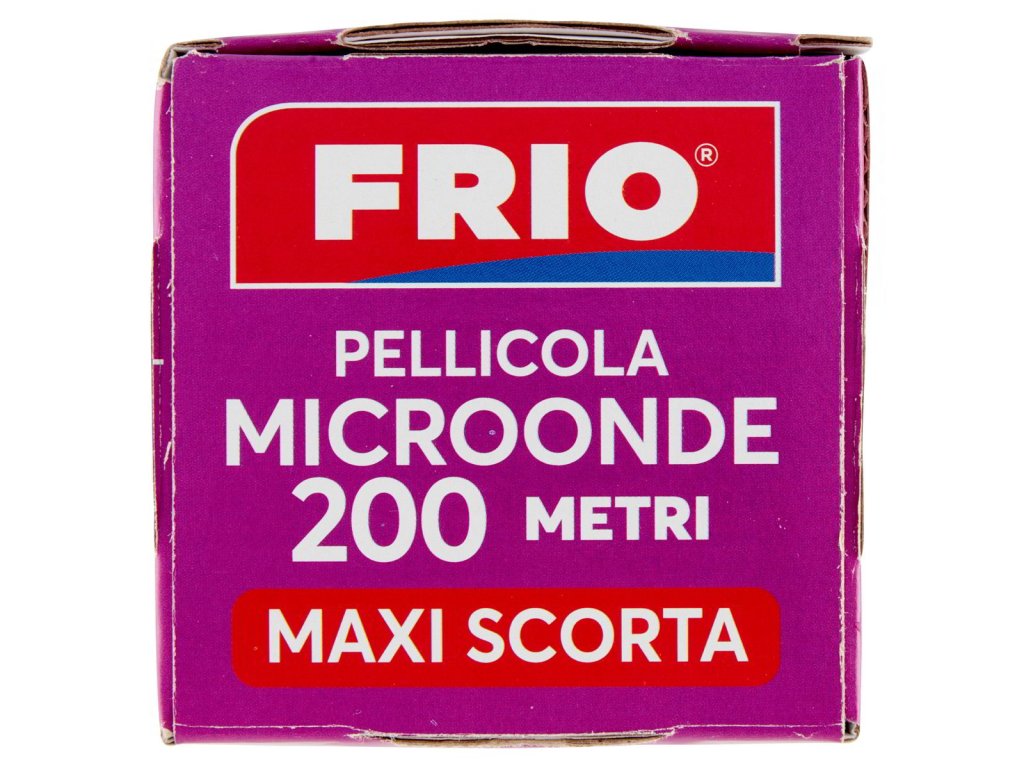 FRIO®
PELLICOLA
MICROONDE
200 METRI
MAXI SCORTA